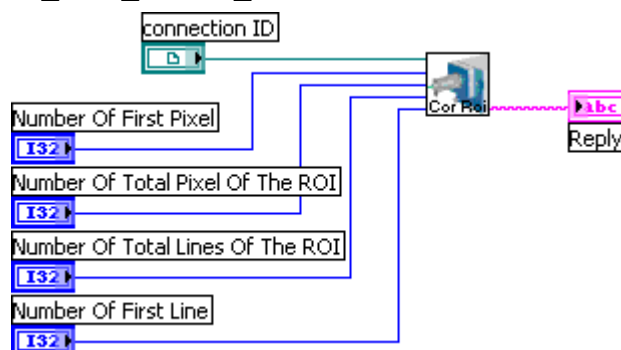 connection ID
Cor Roi
Number Of First Pixel
I32
abc
Reply
Number Of Total Pixel Of The ROI
I32
Number Of Total Lines Of The ROI
I32
Number Of First Line
I32